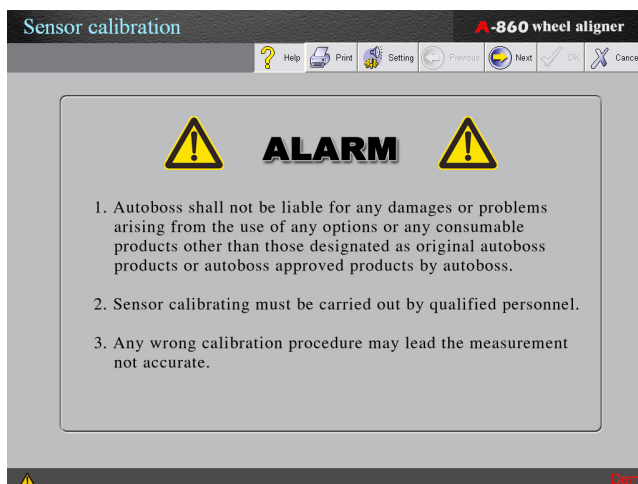 Sensor calibration
A-860 wheel aligner
Help Print Setting Prevous Next OK
ALARM
1. Autoboss shall not be liable for any damages or problems
arising from the use of any options or any consumable
products other than those designated as original autoboss
products or autoboss approved products by autoboss.
2. Sensor calibrating must be carried out by qualified personnel.
3. Any wrong calibration procedure may lead the measurement
not accurate.